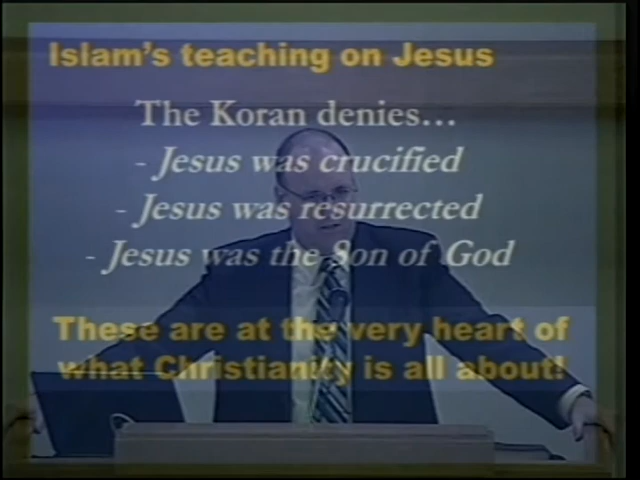 Islam's teaching on Jesus
The Koran denies...
- Jesus was crucified
- Jesus was resurrected
- Jesus was the Son of God
These are at the very heart of
what Christianity is all about!